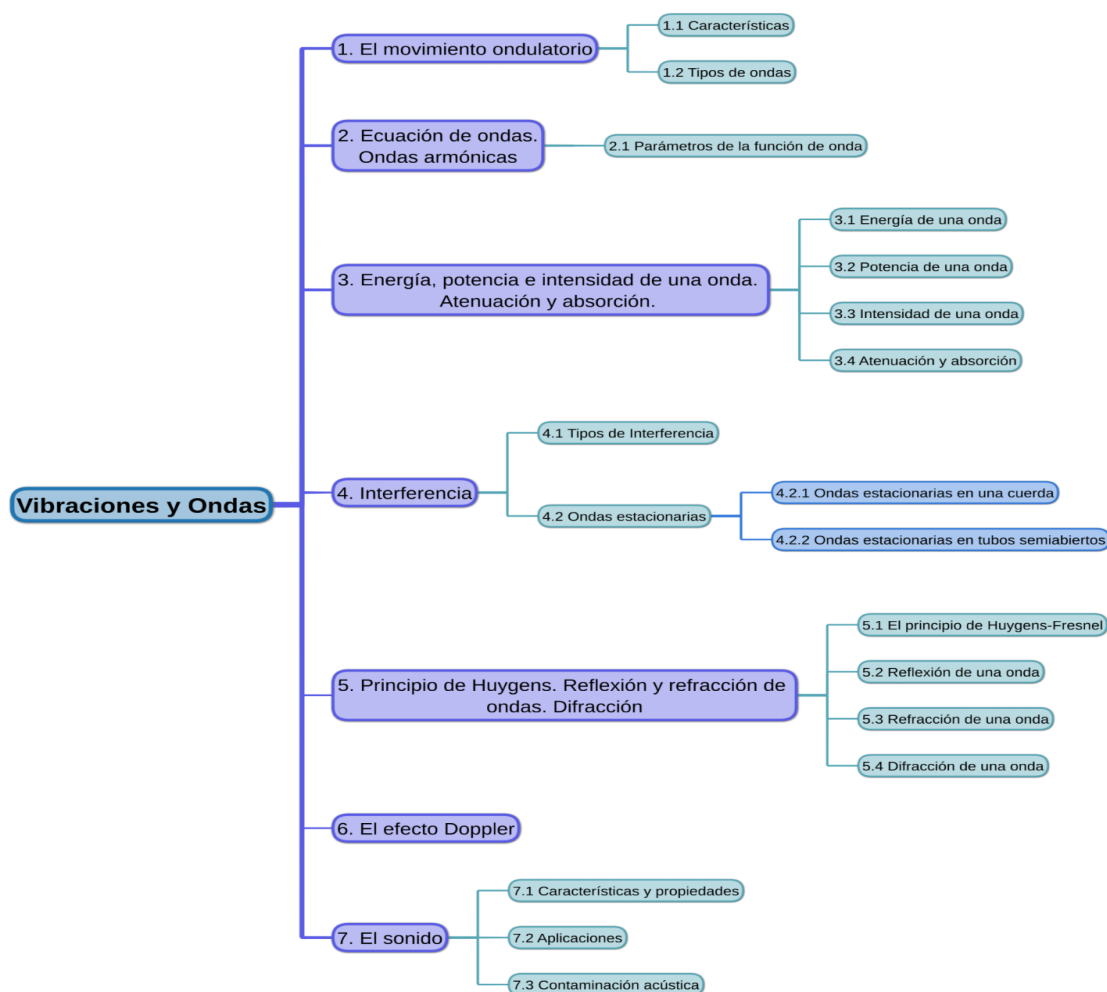 Vibraciones y Ondas
1. El movimiento ondulatorio
1.1 Características
1.2 Tipos de ondas
2. Ecuación de ondas.
Ondas armónicas
2.1 Parámetros de la función de onda
3. Energía, potencia e intensidad de una onda.
Atenuación y absorción.
3.1 Energía de una onda
3.2 Potencia de una onda
3.3 Intensidad de una onda
3.4 Atenuación y absorción
4. Interferencia
4.1 Tipos de Interferencia
4.2 Ondas estacionarias
4.2.1 Ondas estacionarias en una cuerda
4.2.2 Ondas estacionarias en tubos semiabiertos
5. Principio de Huygens. Reflexión y refracción de
ondas. Difracción
5.1 El principio de Huygens-Fresnel
5.2 Reflexión de una onda
5.3 Refracción de una onda
5.4 Difracción de una onda
6. El efecto Doppler
7. El sonido
7.1 Características y propiedades
7.2 Aplicaciones
7.3 Contaminación acústica